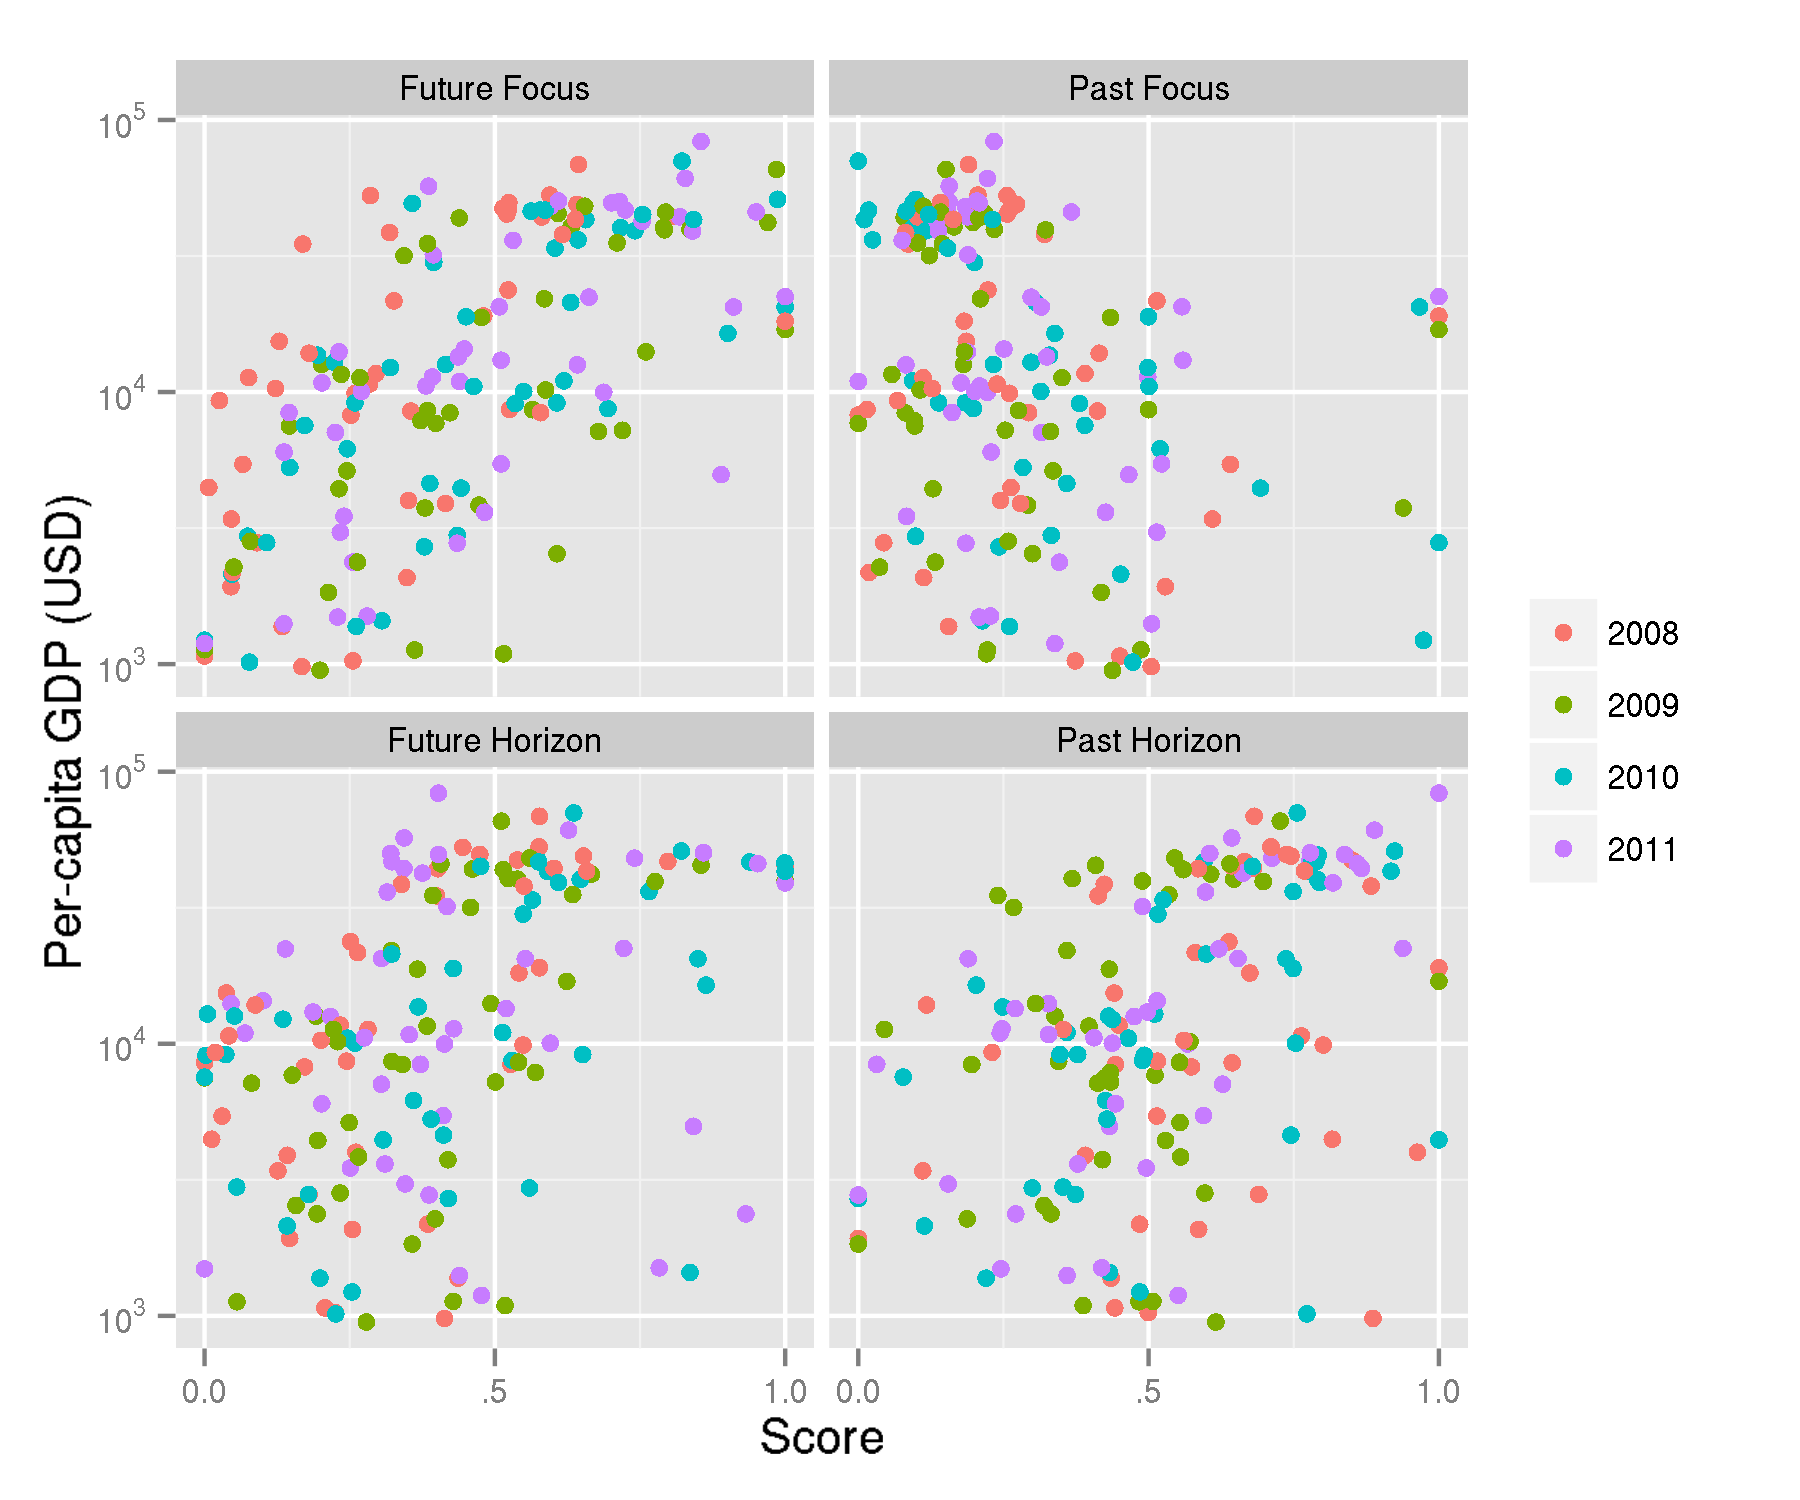 Future Focus
Past Focus
10^5
10^4
10^3
Future Horizon
Past Horizon
10^5
10^4
10^3
0.0 .5 1.0
0.0 .5 1.0
Score
Per-capita GDP (USD)
2008
2009
2010
2011